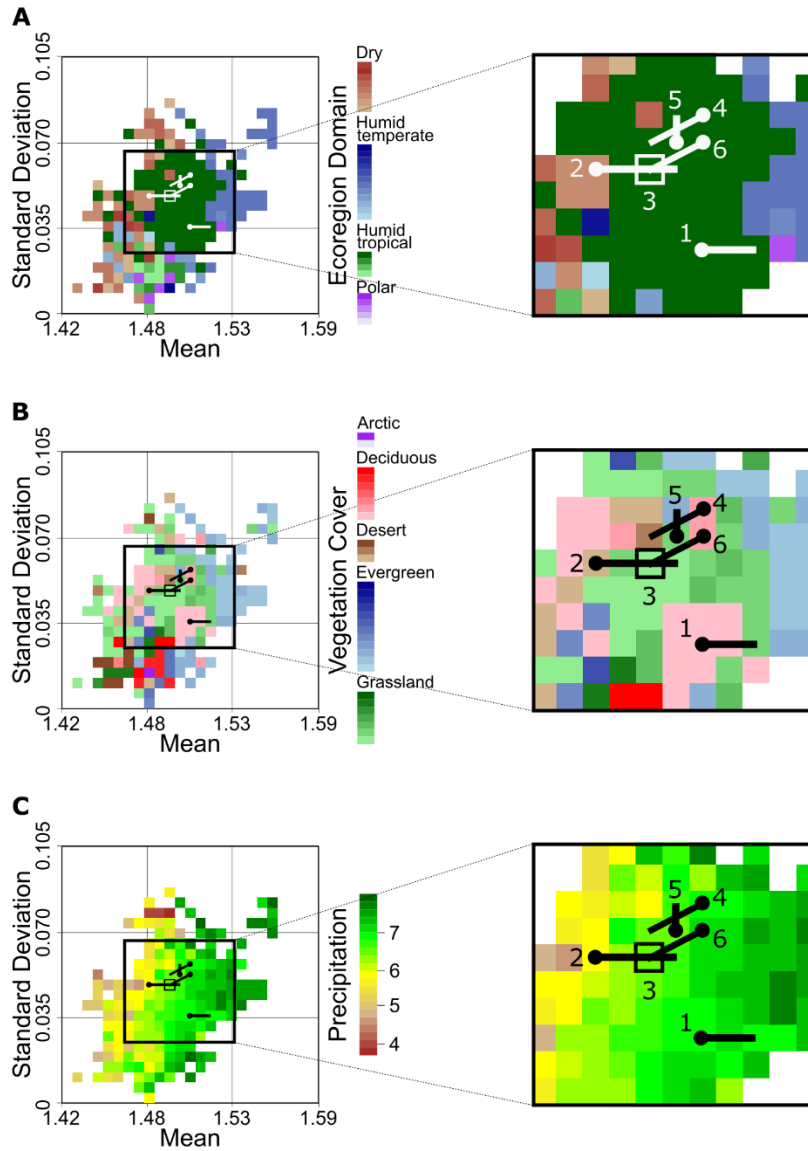 A
Standard Deviation
0.105
0.070
0.035
0
1.42
1.48
1.53
1.59
Mean
Ecoregion Domain
Dry
Humid
temperate
Humid
tropical
Polar
1
2
3
4
5
6
B
Standard Deviation
0.105
0.070
0.035
0
1.42
1.48
1.53
1.59
Mean
Vegetation Cover
Arctic
Deciduous
Desert
Evergreen
Grassland
1
2
3
4
5
6
C
Standard Deviation
0.105
0.070
0.035
0
1.42
1.48
1.53
1.59
Mean
Precipitation
7
6
5
4
1
2
3
4
5
6